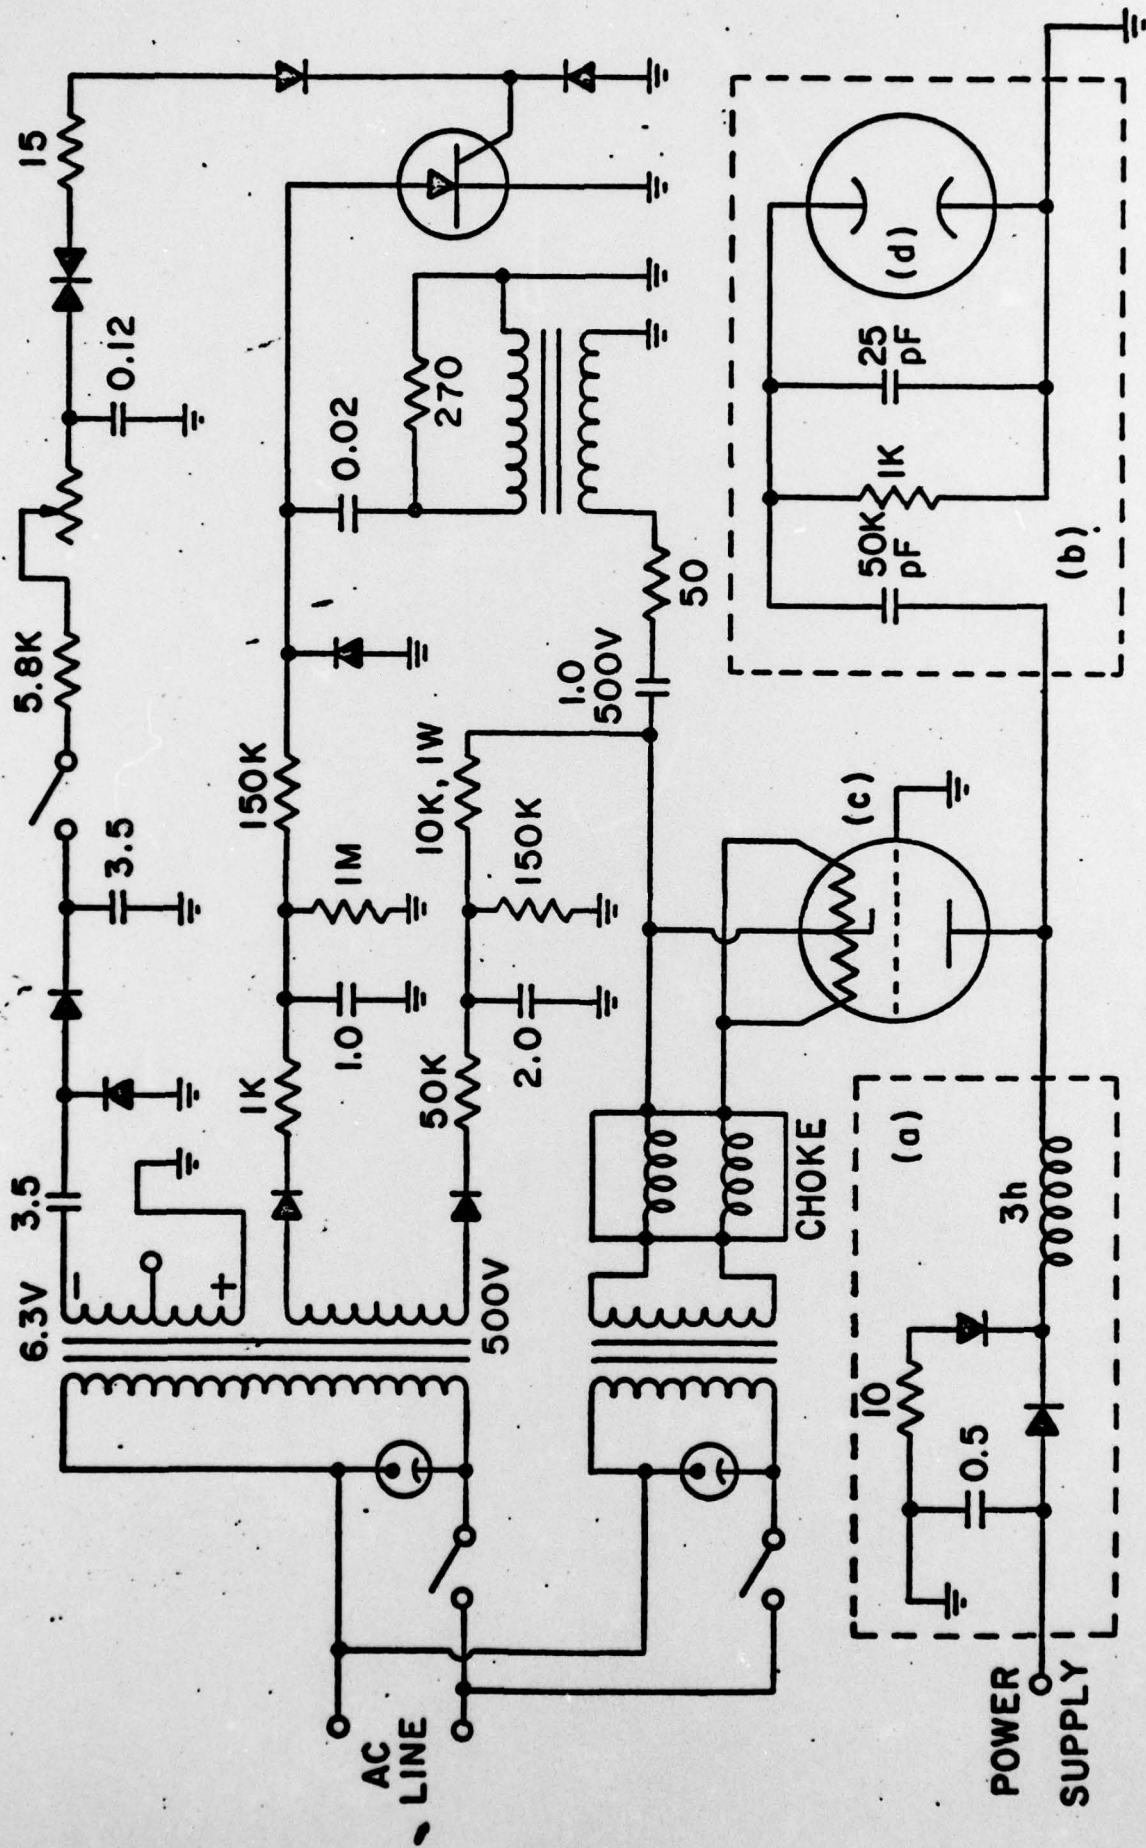 6.3V
3.5
3.5
5.8K
0.12
15
-
+
1K
1.0
1M
150K
0.02
270
500V
50K
2.0
150K
10K, 1W
1.0
500V
50
AC
LINE
CHOKE
(c)
(a)
10
0.5
3h
POWER
SUPPLY
50K
pF
1K
25
pF
(d)
(b)